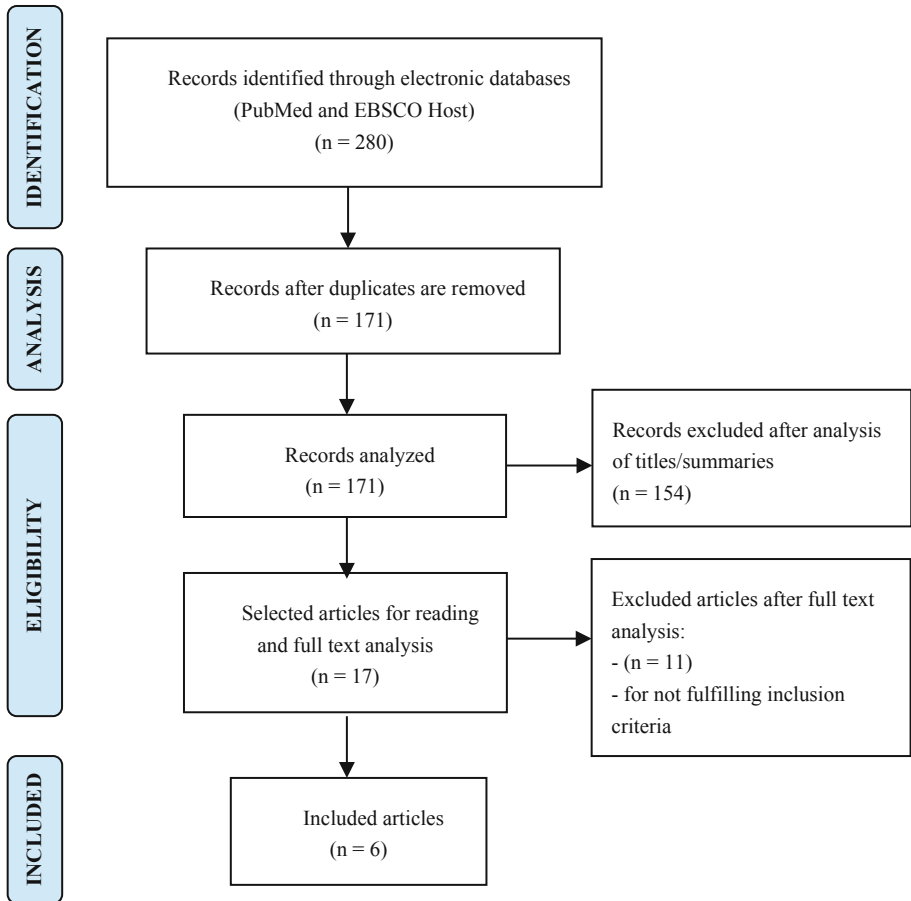 IDENTIFICATION
Records identified through electronic databases
(PubMed and EBSCO Host)
(n = 280)
ANALYSIS
Records after duplicates are removed
(n = 171)
ELIGIBILITY
Records analyzed
(n = 171)
Records excluded after analysis
of titles/summaries
(n = 154)
Selected articles for reading
and full text analysis
(n = 17)
Excluded articles after full text
analysis:
- (n = 11)
- for not fulfilling inclusion
criteria
INCLUDED
Included articles
(n = 6)